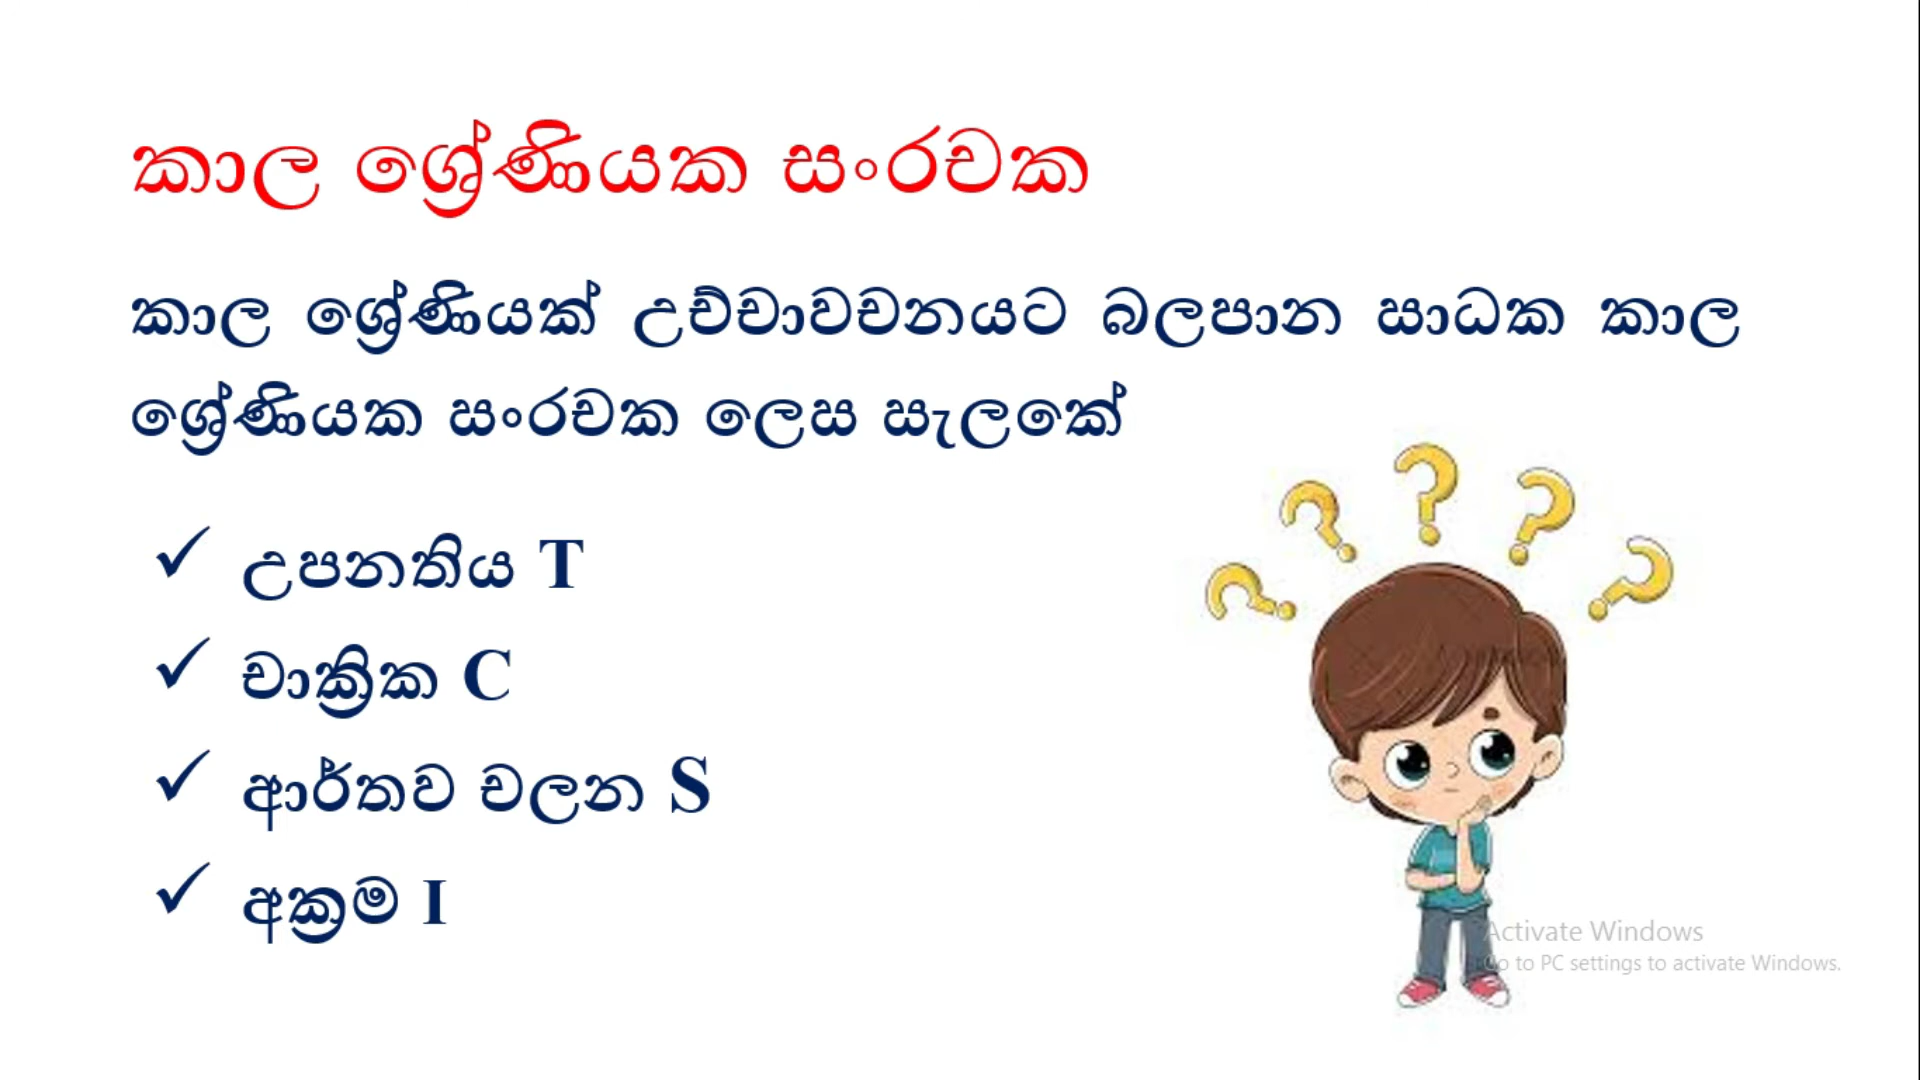 කාල ශ්‍රේණියක සංරචක
කාල ශ්‍රේණියක් උච්චාවචනයට බලපාන සාධක කාල
ශ්‍රේණියක සංරචක ලෙස සැලකේ
✓ උපනතිය T
✓ චාක්‍රික C
✓ ආර්තව චලන S
✓ අක්‍රම I
Activate Windows
Go to PC settings to activate Windows.